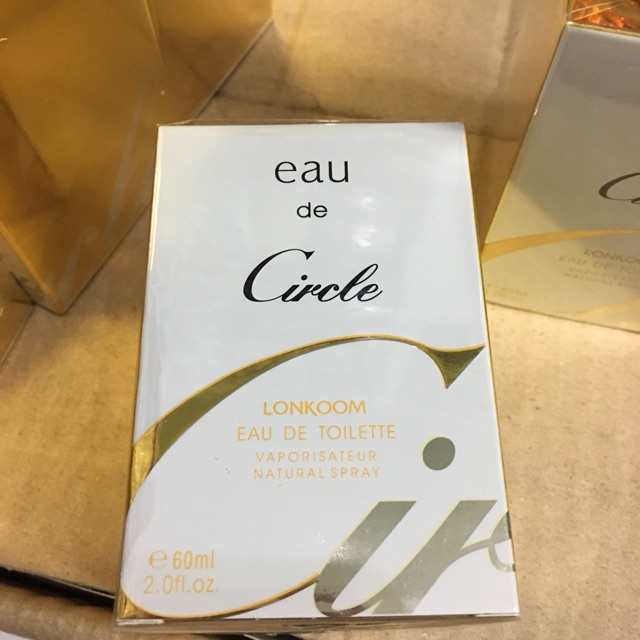 eau
de
Circle
LONKOOM
EAU DE TOILETTE
VAPORISATEUR
NATURAL SPRAY
e 60ml
2.0fl.oz.